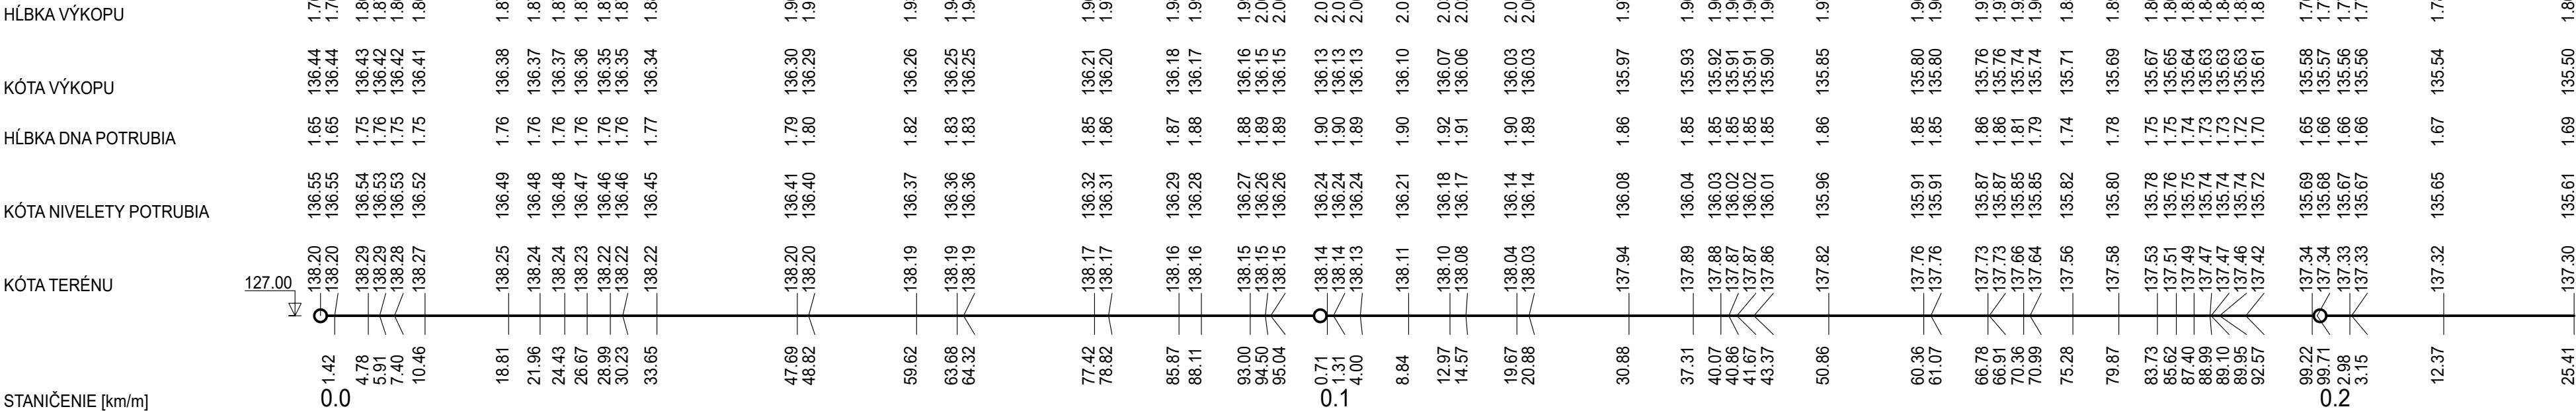 HĹBKA VÝKOPU
KÓTA VÝKOPU 136.44 136.44 136.43 136.42 136.42 136.41 136.38 136.37 136.37 136.36 136.35 136.35 136.34 136.30 136.29 136.26 136.25 136.25 136.21 136.20 136.18 136.17 136.16 136.15 136.15 136.13 136.13 136.13 136.10 136.07 136.06 136.03 136.03 135.97 135.93 135.92 135.91 135.91 135.90 135.85 135.80 135.80 135.76 135.76 135.74 135.74 135.71 135.69 135.67 135.65 135.64 135.63 135.63 135.63 135.61 135.58 135.57 135.56 135.56 135.54 135.50
HĹBKA DNA POTRUBIA 1.65 1.65 1.75 1.76 1.75 1.75 1.76 1.76 1.76 1.76 1.76 1.76 1.77 1.79 1.80 1.82 1.83 1.83 1.85 1.86 1.87 1.88 1.88 1.89 1.89 1.90 1.90 1.89 1.90 1.92 1.91 1.90 1.89 1.86 1.85 1.85 1.85 1.85 1.85 1.86 1.85 1.85 1.86 1.86 1.81 1.79 1.74 1.78 1.75 1.75 1.74 1.73 1.73 1.72 1.70 1.65 1.66 1.66 1.66 1.67 1.69
KÓTA NIVELETY POTRUBIA 136.55 136.55 136.54 136.53 136.53 136.52 136.49 136.48 136.48 136.47 136.46 136.46 136.45 136.41 136.40 136.37 136.36 136.36 136.32 136.31 136.29 136.28 136.27 136.26 136.26 136.24 136.24 136.24 136.21 136.18 136.17 136.14 136.14 136.08 136.04 136.03 136.02 136.02 136.01 135.96 135.91 135.91 135.87 135.87 135.85 135.85 135.82 135.80 135.78 135.76 135.75 135.74 135.74 135.74 135.72 135.69 135.68 135.67 135.67 135.65 135.61
KÓTA TERÉNU 127.00 138.20 138.20 138.29 138.29 138.28 138.27 138.25 138.24 138.24 138.23 138.22 138.22 138.22 138.20 138.20 138.19 138.19 138.19 138.17 138.17 138.16 138.16 138.15 138.15 138.15 138.14 138.14 138.13 138.11 138.10 138.08 138.04 138.03 137.94 137.89 137.88 137.87 137.87 137.86 137.82 137.76 137.76 137.73 137.73 137.66 137.64 137.56 137.58 137.53 137.51 137.49 137.47 137.47 137.46 137.42 137.34 137.34 137.33 137.33 137.32 137.30
1.42 4.78 5.91 7.40 10.46 18.81 21.96 24.43 26.67 28.99 30.23 33.65 47.69 48.82 59.62 63.68 64.32 77.42 78.82 85.87 88.11 93.00 94.50 95.04 0.71 1.31 4.00 8.84 12.97 14.57 19.67 20.88 30.88 37.31 40.07 40.86 41.67 43.37 50.86 60.36 61.07 66.78 66.91 70.36 70.99 75.28 79.87 83.73 85.62 87.40 88.99 89.10 89.95 92.57 99.22 99.71 2.98 3.15 12.37 25.41
STANIČENIE [km/m] 0.0 0.1 0.2